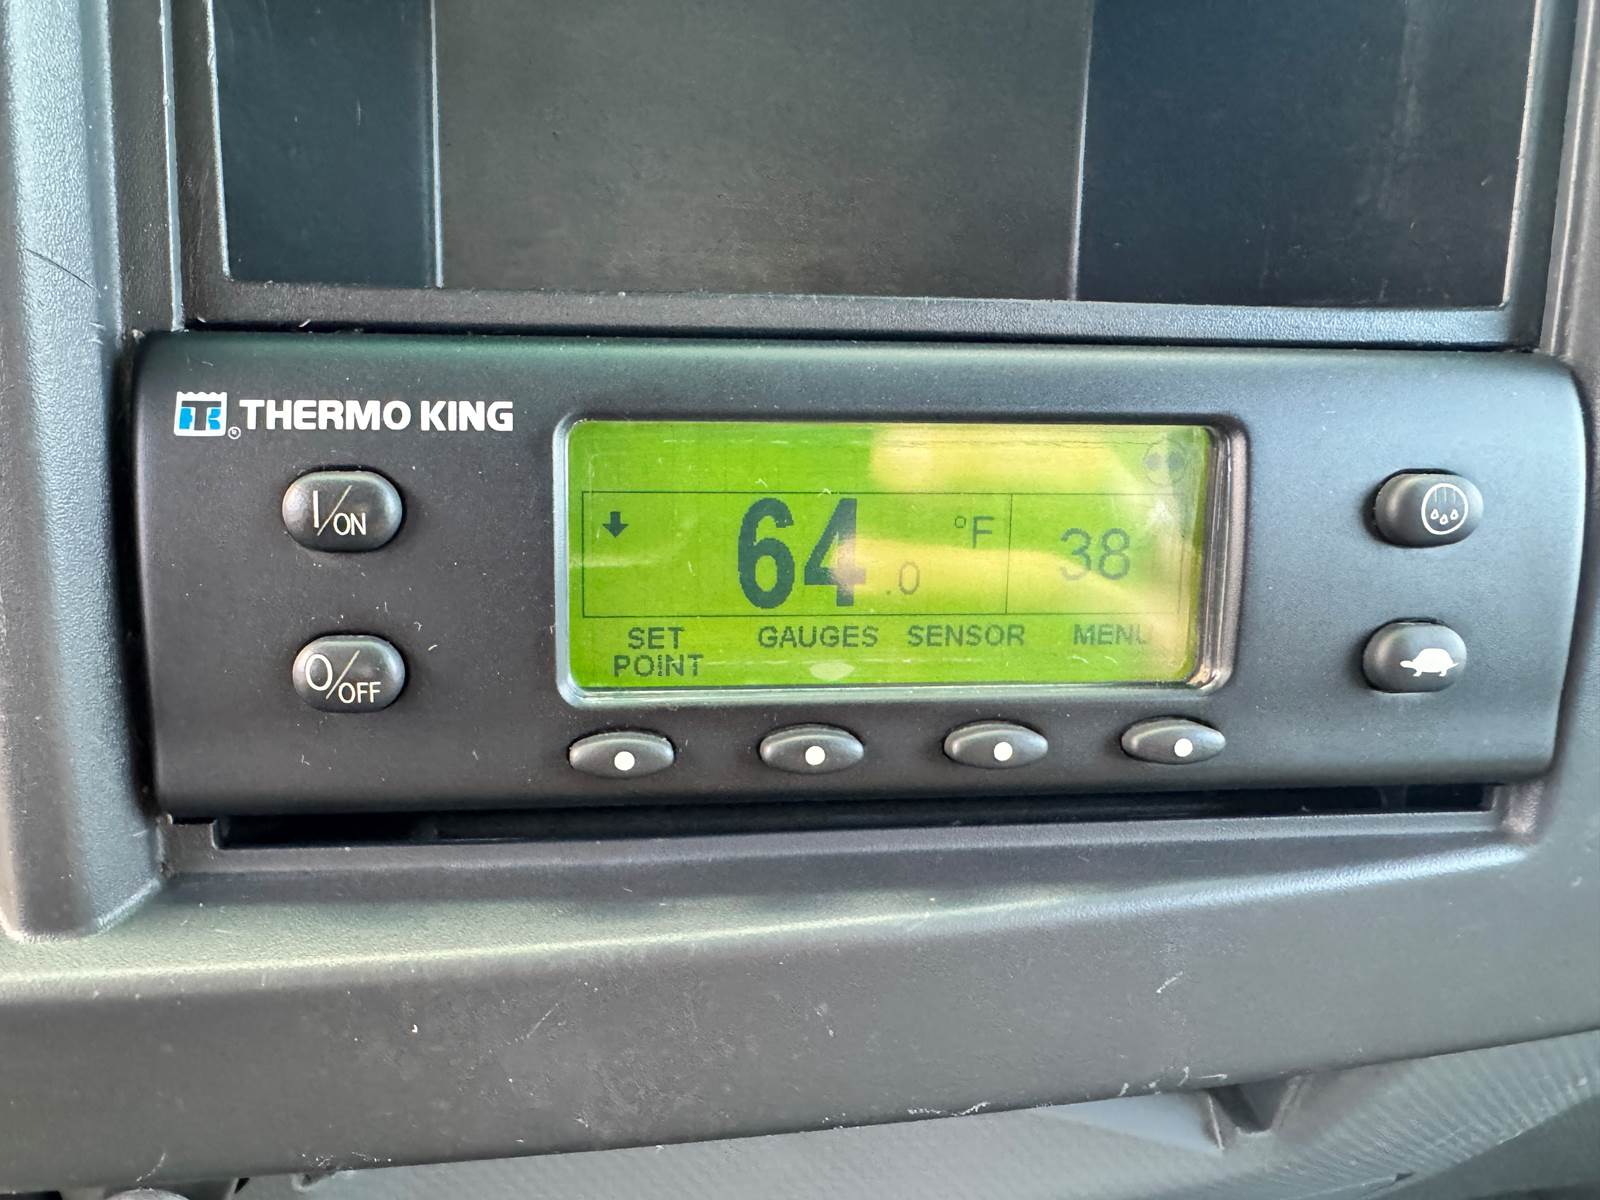 THERMO KING
I/ON
64.0 °F 38
SET POINT GAUGES SENSOR MENU
O/OFF